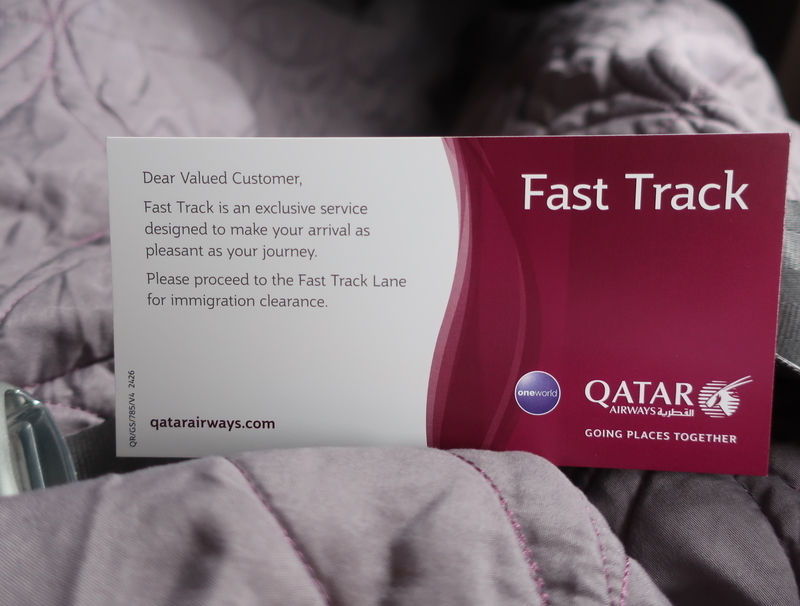 Dear Valued Customer,
Fast Track is an exclusive service
designed to make your arrival as
pleasant as your journey.
Please proceed to the Fast Track Lane
for immigration clearance.
QR/GS/785/V4 2426
qatarairways.com
Fast Track
oneworld
QATAR
AIRWAYS القطرية
GOING PLACES TOGETHER